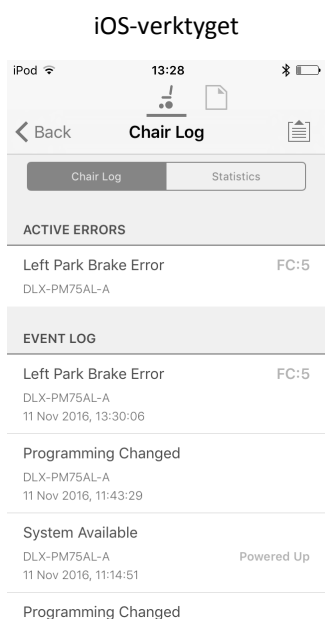 iOS-verktyget
iPod 13:28
Back Chair Log
Chair Log Statistics
ACTIVE ERRORS
Left Park Brake Error FC:5
DLX-PM75AL-A
EVENT LOG
Left Park Brake Error FC:5
DLX-PM75AL-A
11 Nov 2016, 13:30:06
Programming Changed
DLX-PM75AL-A
11 Nov 2016, 11:43:29
System Available
DLX-PM75AL-A Powered Up
11 Nov 2016, 11:14:51
Programming Changed